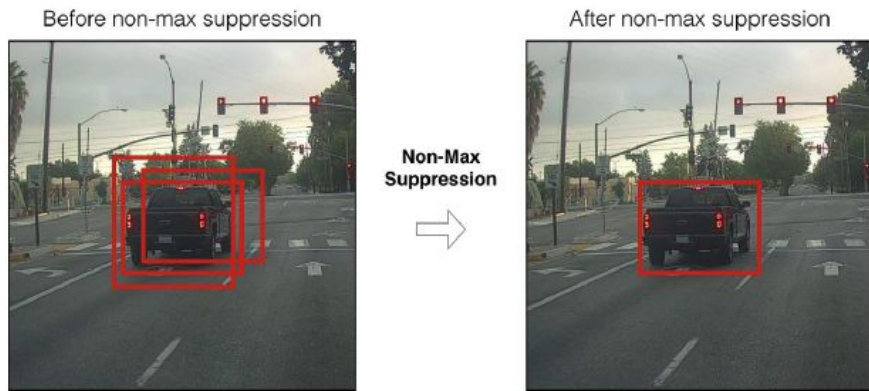 Before non-max suppression
After non-max suppression
Non-Max
Suppression